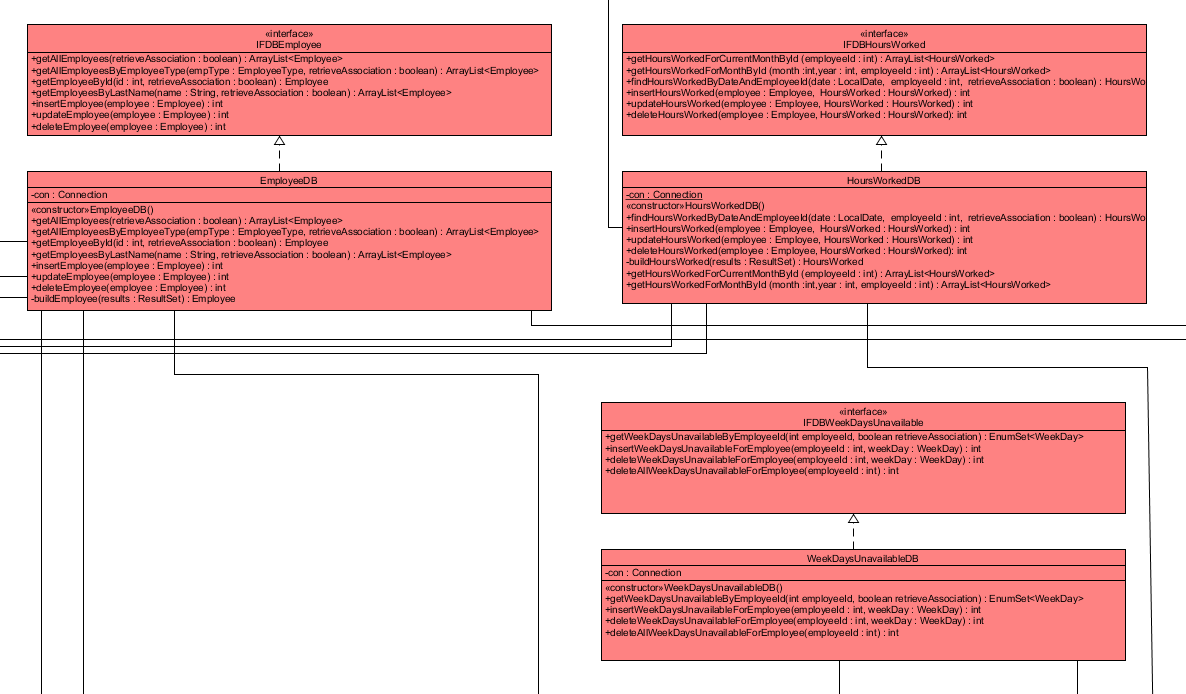 «interface»
IFDBEmployee
+getAllEmployees(retrieveAssociation : boolean) : ArrayList<Employee>
+getAllEmployeesByEmployeeType(empType : EmployeeType, retrieveAssociation : boolean) : ArrayList<Employee>
+getEmployeeById(id : int, retrieveAssociation : boolean) : Employee
+getEmployeesByLastName(name : String, retrieveAssociation : boolean) : ArrayList<Employee>
+insertEmployee(employee : Employee) : int
+updateEmployee(employee : Employee) : int
+deleteEmployee(employee : Employee) : int
«interface»
IFDBHoursWorked
+getHoursWorkedForCurrentMonthById (employeeId : int) : ArrayList<HoursWorked>
+getHoursWorkedForMonthById (month :int,year : int, employeeId : int) : ArrayList<HoursWorked>
+findHoursWorkedByDateAndEmployeeId(date : LocalDate, employeeId : int, retrieveAssociation : boolean) : HoursWo
+insertHoursWorked(employee : Employee, HoursWorked : HoursWorked) : int
+updateHoursWorked(employee : Employee, HoursWorked : HoursWorked) : int
+deleteHoursWorked(employee : Employee, HoursWorked : HoursWorked): int
EmployeeDB
-con : Connection
«constructor»EmployeeDB()
+getAllEmployees(retrieveAssociation : boolean) : ArrayList<Employee>
+getAllEmployeesByEmployeeType(empType : EmployeeType, retrieveAssociation : boolean) : ArrayList<Employee>
+getEmployeeById(id : int, retrieveAssociation : boolean) : Employee
+getEmployeesByLastName(name : String, retrieveAssociation : boolean) : ArrayList<Employee>
+insertEmployee(employee : Employee) : int
+updateEmployee(employee : Employee) : int
+deleteEmployee(employee : Employee) : int
-buildEmployee(results : ResultSet) : Employee
HoursWorkedDB
-con : Connection
«constructor»HoursWorkedDB()
+findHoursWorkedByDateAndEmployeeId(date : LocalDate, employeeId : int, retrieveAssociation : boolean) : HoursWo
+insertHoursWorked(employee : Employee, HoursWorked : HoursWorked) : int
+updateHoursWorked(employee : Employee, HoursWorked : HoursWorked) : int
+deleteHoursWorked(employee : Employee, HoursWorked : HoursWorked): int
-buildHoursWorked(results : ResultSet) : HoursWorked
+getHoursWorkedForCurrentMonthById (employeeId : int) : ArrayList<HoursWorked>
+getHoursWorkedForMonthById (month :int,year : int, employeeId : int) : ArrayList<HoursWorked>
«interface»
IFDBWeekDaysUnavailable
+getWeekDaysUnavailableByEmployeeId(int employeeId, boolean retrieveAssociation) : EnumSet<WeekDay>
+insertWeekDaysUnavailableForEmployee(employeeId : int, weekDay : WeekDay) : int
+deleteWeekDaysUnavailableForEmployee(employeeId : int, weekDay : WeekDay) : int
+deleteAllWeekDaysUnavailableForEmployee(employeeId : int) : int
WeekDaysUnavailableDB
-con : Connection
«constructor»WeekDaysUnavailableDB()
+getWeekDaysUnavailableByEmployeeId(int employeeId, boolean retrieveAssociation) : EnumSet<WeekDay>
+insertWeekDaysUnavailableForEmployee(employeeId : int, weekDay : WeekDay) : int
+deleteWeekDaysUnavailableForEmployee(employeeId : int, weekDay : WeekDay) : int
+deleteAllWeekDaysUnavailableForEmployee(employeeId : int) : int